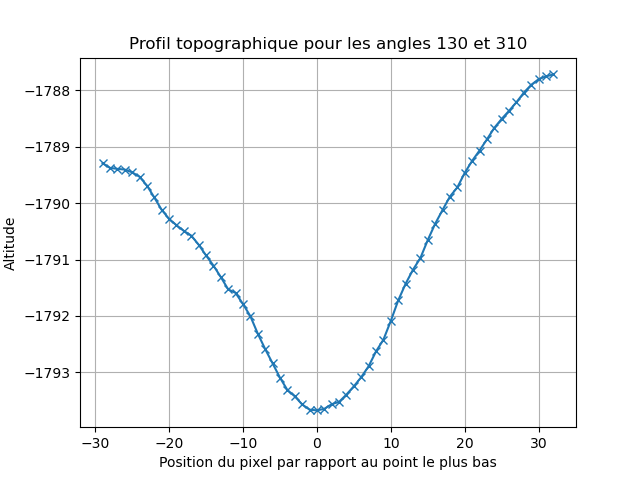 Profil topographique pour les angles 130 et 310
−1788
−1789
−1790
−1791
−1792
−1793
Altitude
−30 −20 −10 0 10 20 30
Position du pixel par rapport au point le plus bas